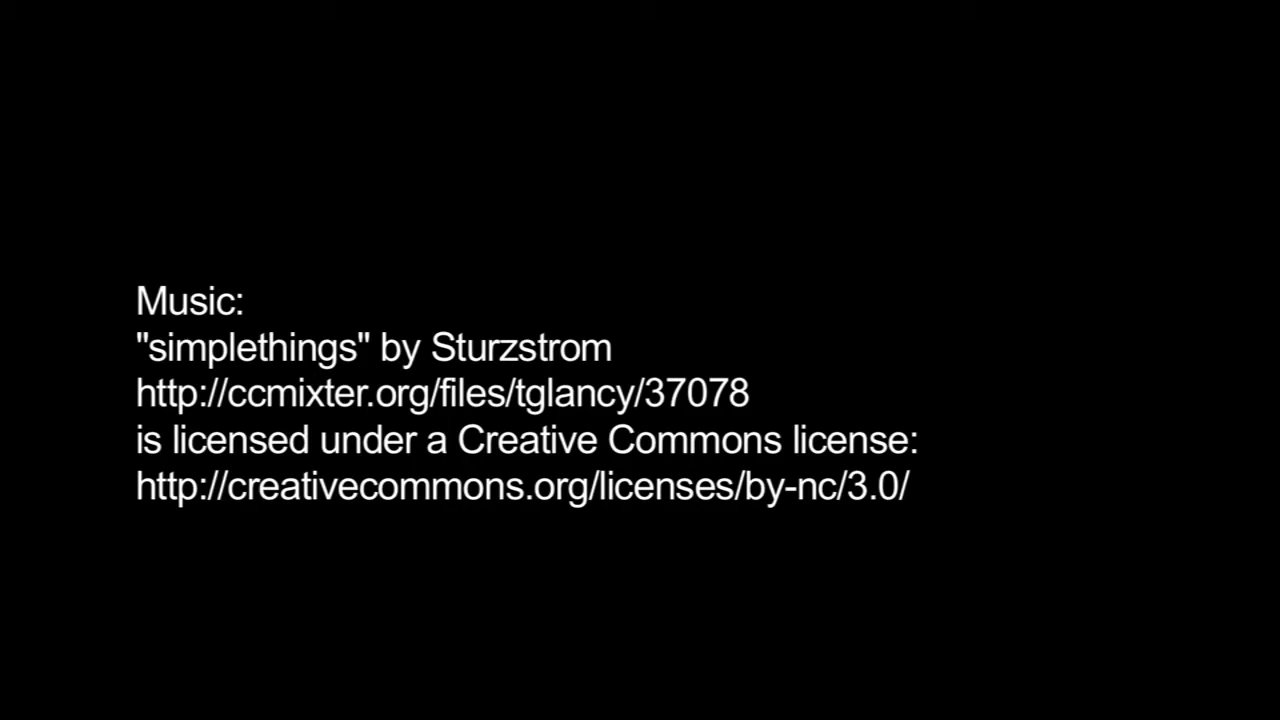 Music:
"simplethings" by Sturzstrom
http://ccmixter.org/files/tglancy/37078
is licensed under a Creative Commons license:
http://creativecommons.org/licenses/by-nc/3.0/